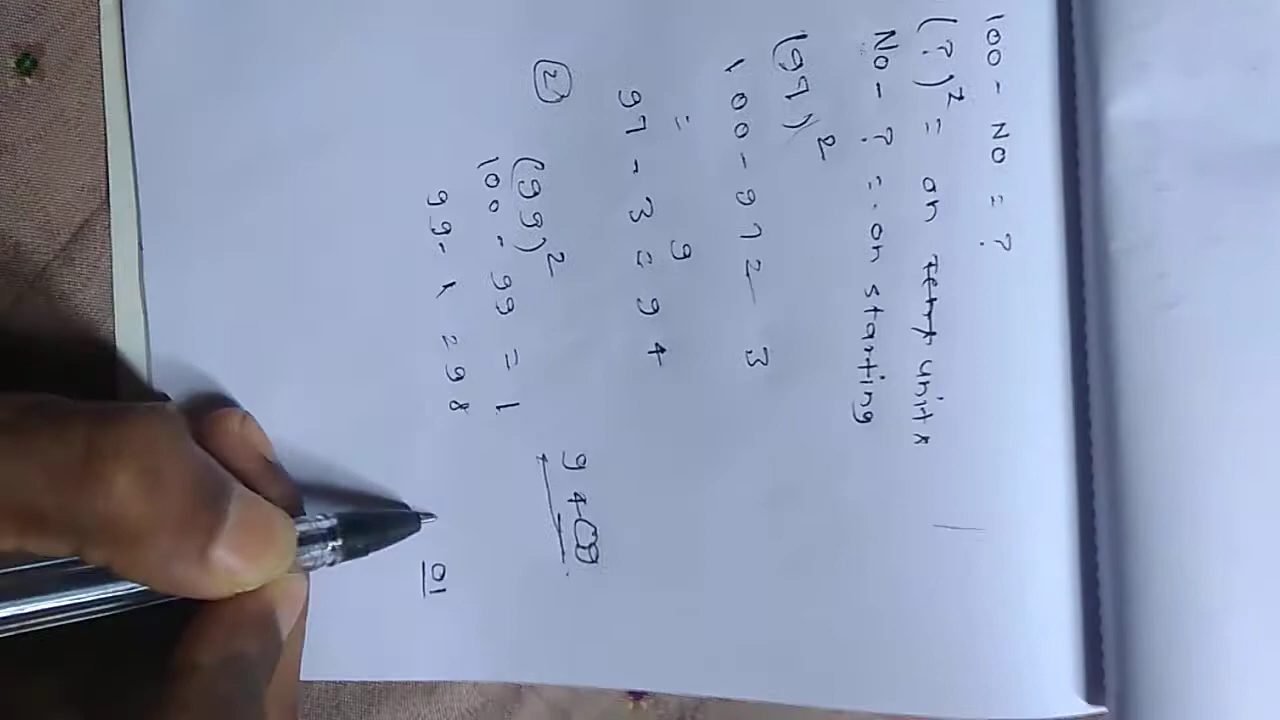 100 - No = ?
(?)² = on unit
No - ? = on starting
(97)²
100 - 97 = 3
= 9
97 - 3 = 94
940
(2)
(99)²
100 - 99 = 1
99 - 1 = 98
01